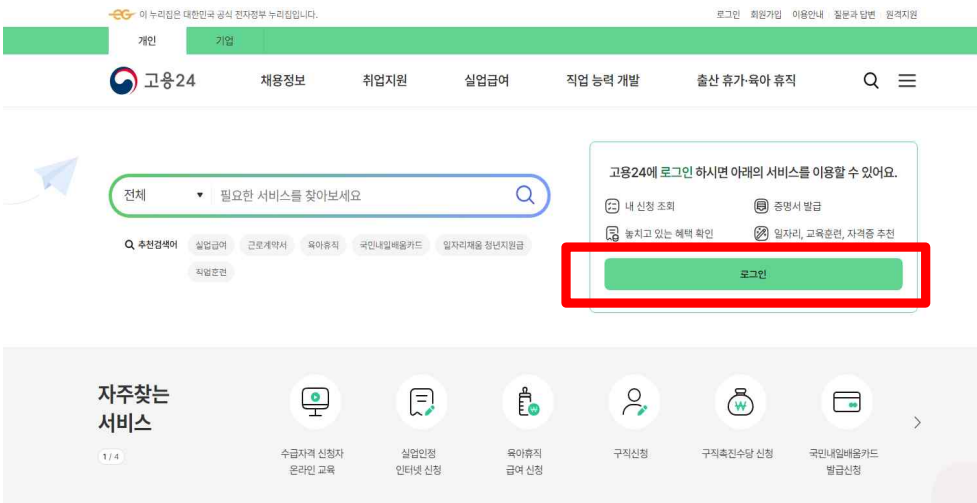 이 누리집은 대한민국 공식 전자정부 누리집입니다.
로그인 회원가입 이용안내 질문과 답변 원격지원
개인 기업
고용24 채용정보 취업지원 실업급여 직업 능력 개발 출산 휴가·육아 휴직
고용24에 로그인 하시면 아래의 서비스를 이용할 수 있어요.
전체 필요한 서비스를 찾아보세요
내 신청 조회 증명서 발급
놓치고 있는 혜택 확인 일자리, 교육훈련, 자격증 추천
추천검색어 실업급여 근로계약서 육아휴직 국민내일배움카드 일자리채움 청년지원금
직업훈련
로그인
자주찾는
서비스
1 / 4
수급자격 신청자
온라인 교육
실업인정
인터넷 신청
육아휴직
급여 신청
구직신청
구직촉진수당 신청
국민내일배움카드
발급신청